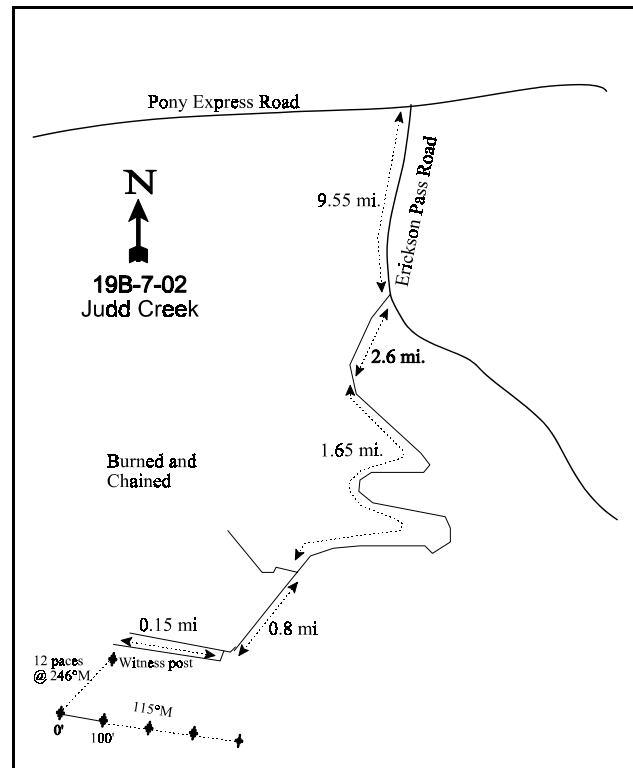 Pony Express Road
N
9.55 mi.
Erickson Pass Road
19B-7-02
Judd Creek
2.6 mi.
1.65 mi.
Burned and
Chained
0.15 mi
0.8 mi
12 paces
@ 246°M
Witness post
115°M
0'
100'